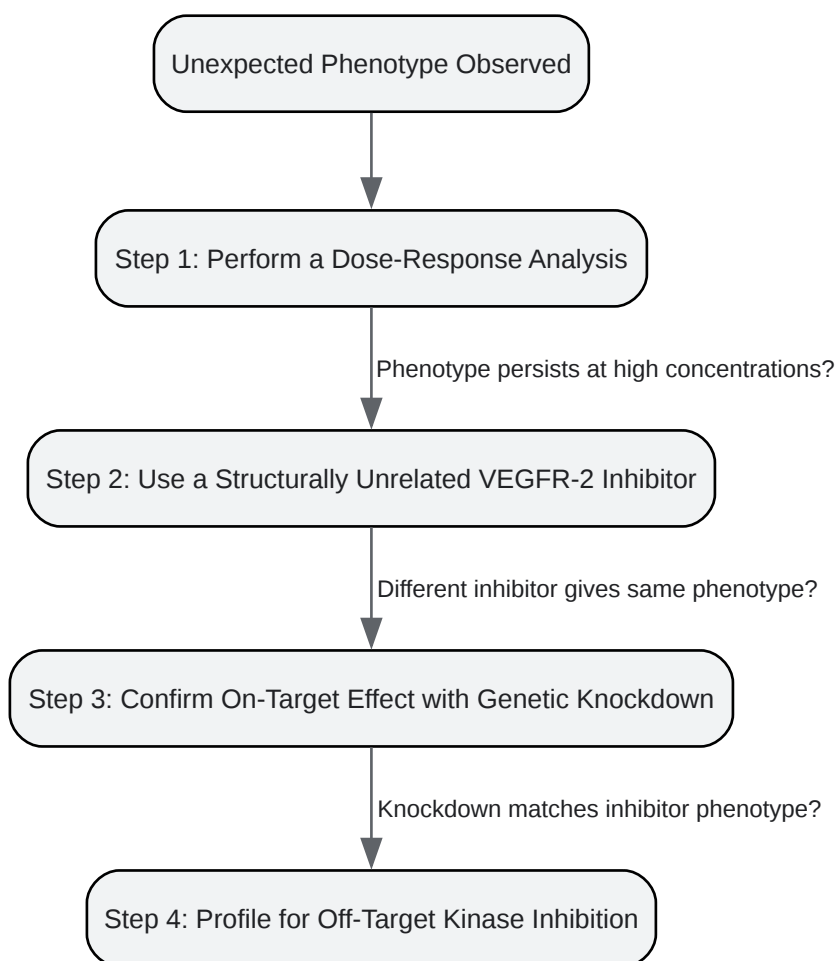 Unexpected Phenotype Observed
Step 1: Perform a Dose-Response Analysis
Phenotype persists at high concentrations?
Step 2: Use a Structurally Unrelated VEGFR-2 Inhibitor
Different inhibitor gives same phenotype?
Step 3: Confirm On-Target Effect with Genetic Knockdown
Knockdown matches inhibitor phenotype?
Step 4: Profile for Off-Target Kinase Inhibition